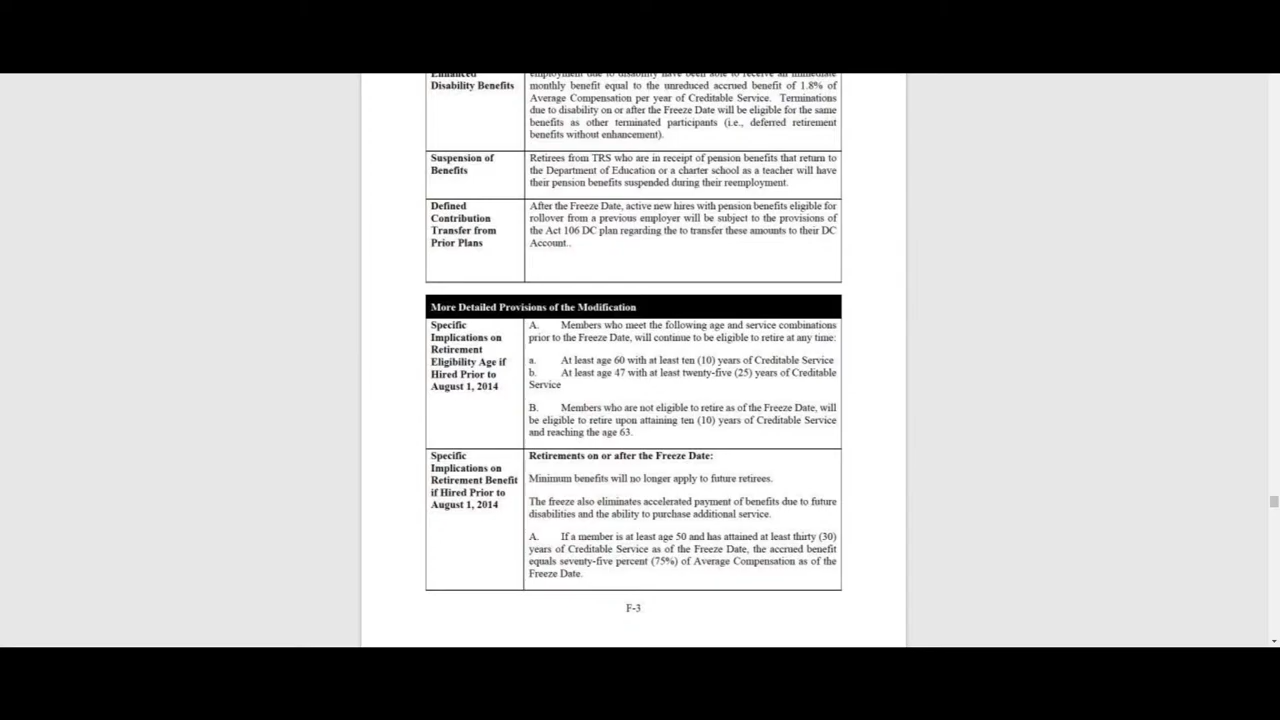 Enhanced
Disability Benefits
employment due to disability have been able to receive an immediate
monthly benefit equal to the unreduced accrued benefit of 1.8% of
Average Compensation per year of Creditable Service. Terminations
due to disability on or after the Freeze Date will be eligible for the same
benefits as other terminated participants (i.e., deferred retirement
benefits without enhancement).
Suspension of
Benefits
Retirees from TRS who are in receipt of pension benefits that return to
the Department of Education or a charter school as a teacher will have
their pension benefits suspended during their reemployment.
Defined
Contribution
Transfer from
Prior Plans
After the Freeze Date, active new hires with pension benefits eligible for
rollover from a previous employer will be subject to the provisions of
the Act 106 DC plan regarding the to transfer these amounts to their DC
Account..
More Detailed Provisions of the Modification
Specific
Implications on
Retirement
Eligibility Age if
Hired Prior to
August 1, 2014
A. Members who meet the following age and service combinations
prior to the Freeze Date, will continue to be eligible to retire at any time:
a. At least age 60 with at least ten (10) years of Creditable Service
b. At least age 47 with at least twenty-five (25) years of Creditable
Service
B. Members who are not eligible to retire as of the Freeze Date, will
be eligible to retire upon attaining ten (10) years of Creditable Service
and reaching the age 63.
Specific
Implications on
Retirement Benefit
if Hired Prior to
August 1, 2014
Retirements on or after the Freeze Date:
Minimum benefits will no longer apply to future retirees.
The freeze also eliminates accelerated payment of benefits due to future
disabilities and the ability to purchase additional service.
A. If a member is at least age 50 and has attained at least thirty (30)
years of Creditable Service as of the Freeze Date, the accrued benefit
equals seventy-five percent (75%) of Average Compensation as of the
Freeze Date.
F-3